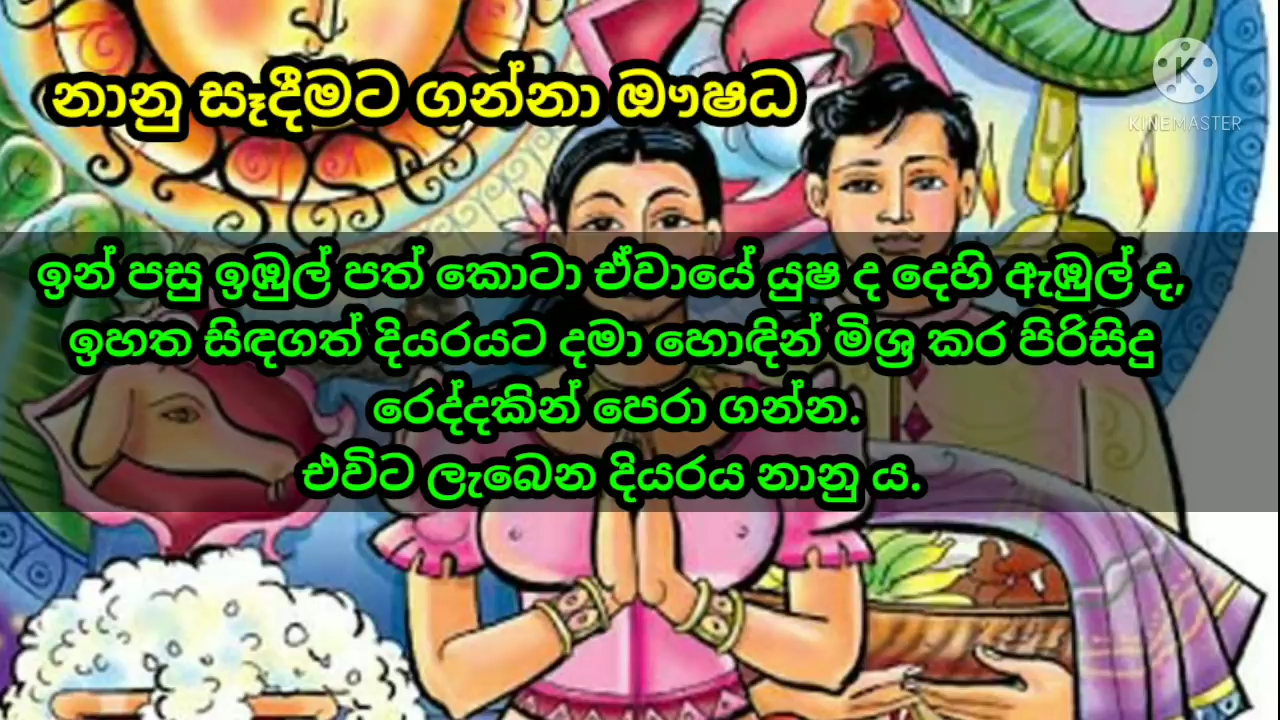 නානු සෑදීමට ගන්නා ඖෂධ
K
KINEMASTER
ඉන් පසු ඉඹුල් පත් කොටා ඒවායේ යුෂ ද දෙහි ඇඹුල් ද,
ඉහත සිඳගත් දියරයට දමා හොඳින් මිශ්‍ර කර පිරිසිදු
රෙද්දකින් පෙරා ගන්න.
එවිට ලැබෙන දියරය නානු ය.